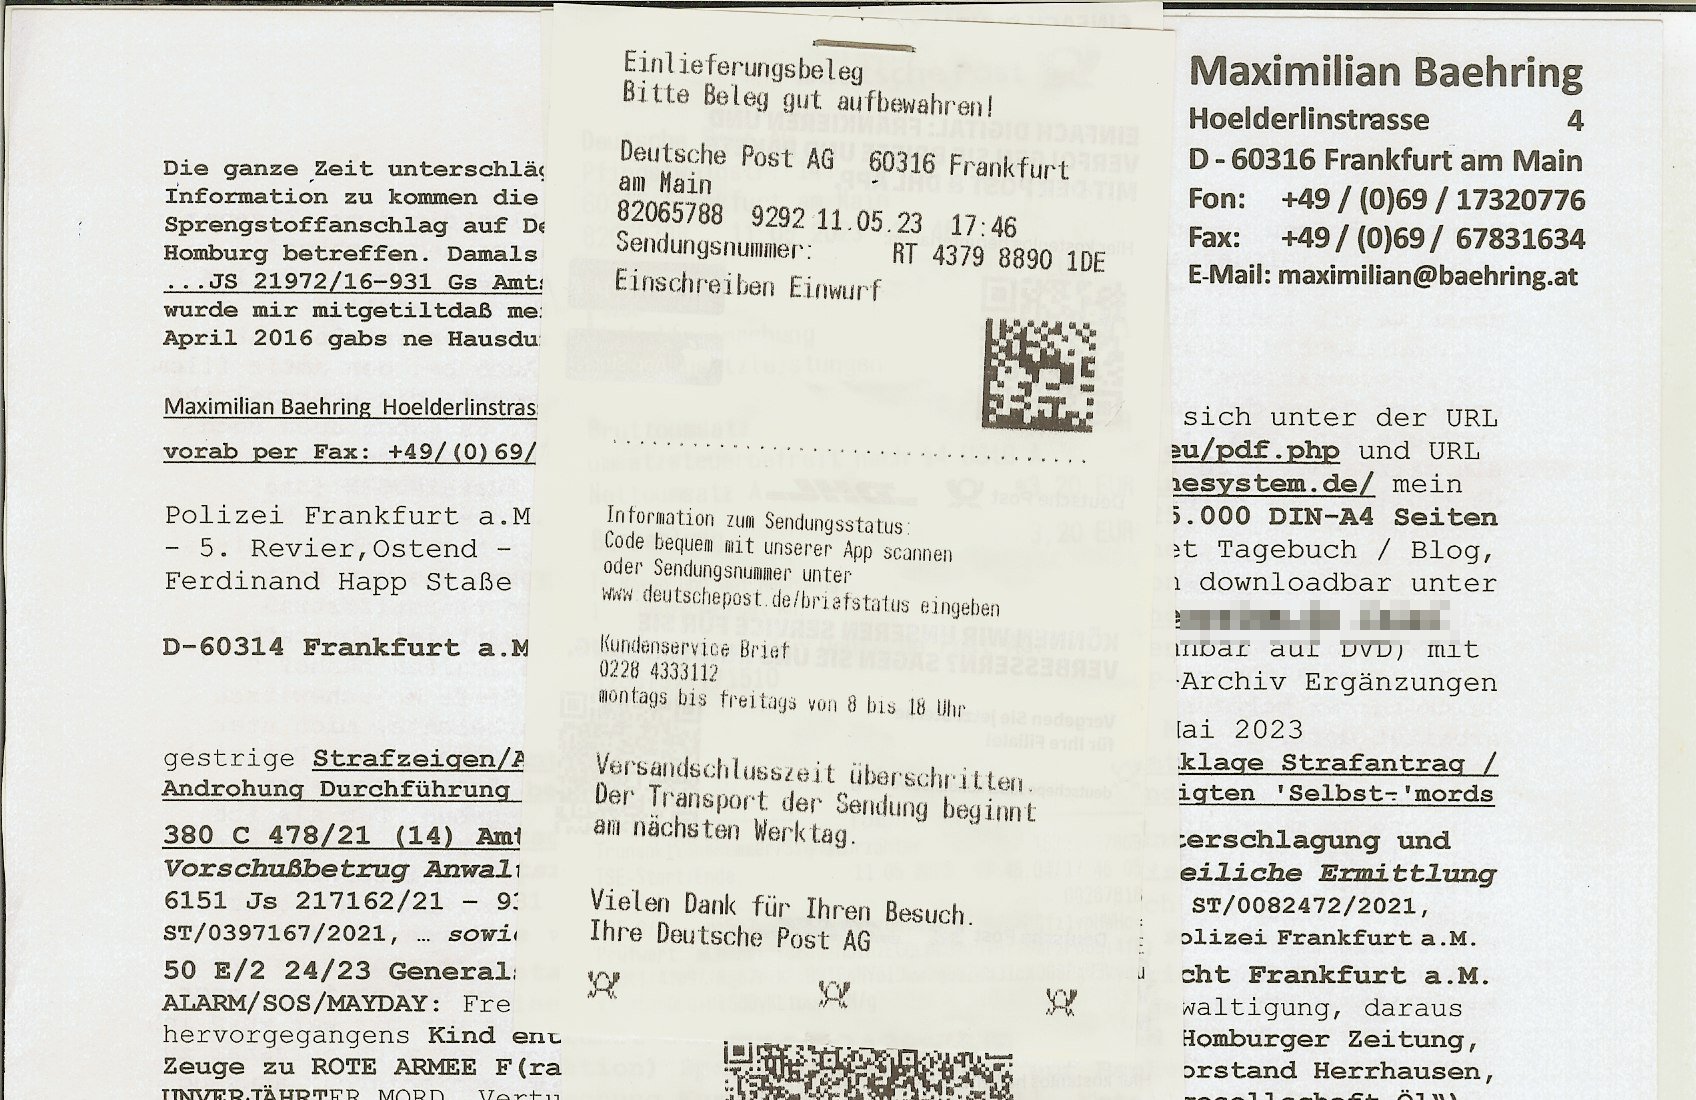 Einlieferungsbeleg
Bitte Beleg gut aufbewahren!
Deutsche Post AG 60316 Frankfurt
am Main
82065788 9292 11.05.23 17:46
Sendungsnummer: RT 4379 8890 1DE
Einschreiben Einwurf
Information zum Sendungsstatus:
Code bequem mit unserer App scannen
oder Sendungsnummer unter
www.deutschepost.de/briefstatus eingeben
Kundenservice Brief
0228 4333112
montags bis freitags von 8 bis 18 Uhr
Versandschlusszeit überschritten.
Der Transport der Sendung beginnt
am nächsten Werktag.
Vielen Dank für Ihren Besuch.
Ihre Deutsche Post AG
Maximilian Baehring
Hoelderlinstrasse 4
D - 60316 Frankfurt am Main
Fon: +49 / (0)69 / 17320776
Fax: +49 / (0)69 / 67831634
E-Mail: maximilian@baehring.at
Die ganze Zeit unterschläg
Information zu kommen die
Sprengstoffanschlag auf De
Homburg betreffen. Damals
...JS 21972/16-931 Gs Amts
wurde mir mitgetiltdaß me
April 2016 gabs ne Hausdu
Maximilian Baehring Hoelderlinstras
vorab per Fax: +49/(0)69/
Polizei Frankfurt a.M
- 5. Revier,Ostend -
Ferdinand Happ Staße
D-60314 Frankfurt a.M
sich unter der URL
eu/pdf.php und URL
nesystem.de/ mein
5.000 DIN-A4 Seiten
et Tagebuch / Blog,
n downloadbar unter
nbar auf DVD) mit
-Archiv Ergänzungen
Mai 2023
gestrige Strafzeigen/A
klage Strafantrag /
Androhung Durchführung
igten 'Selbst-'mords
380 C 478/21 (14) Amt
terschlagung und
Vorschußbetrug Anwalt
eiliche Ermittlung
6151 Js 217162/21 - 93
ST/0082472/2021,
ST/0397167/2021, … sowie
olizei Frankfurt a.M.
50 E/2 24/23 Generals
cht Frankfurt a.M.
ALARM/SOS/MAYDAY: Fre
waltigung, daraus
hervorgegangens Kind ent
Homburger Zeitung,
Zeuge zu ROTE ARMEE F(ra
orstand Herrhausen,
UNVERJÄHRTER MORD, Vertu
gesellschaft Öl")